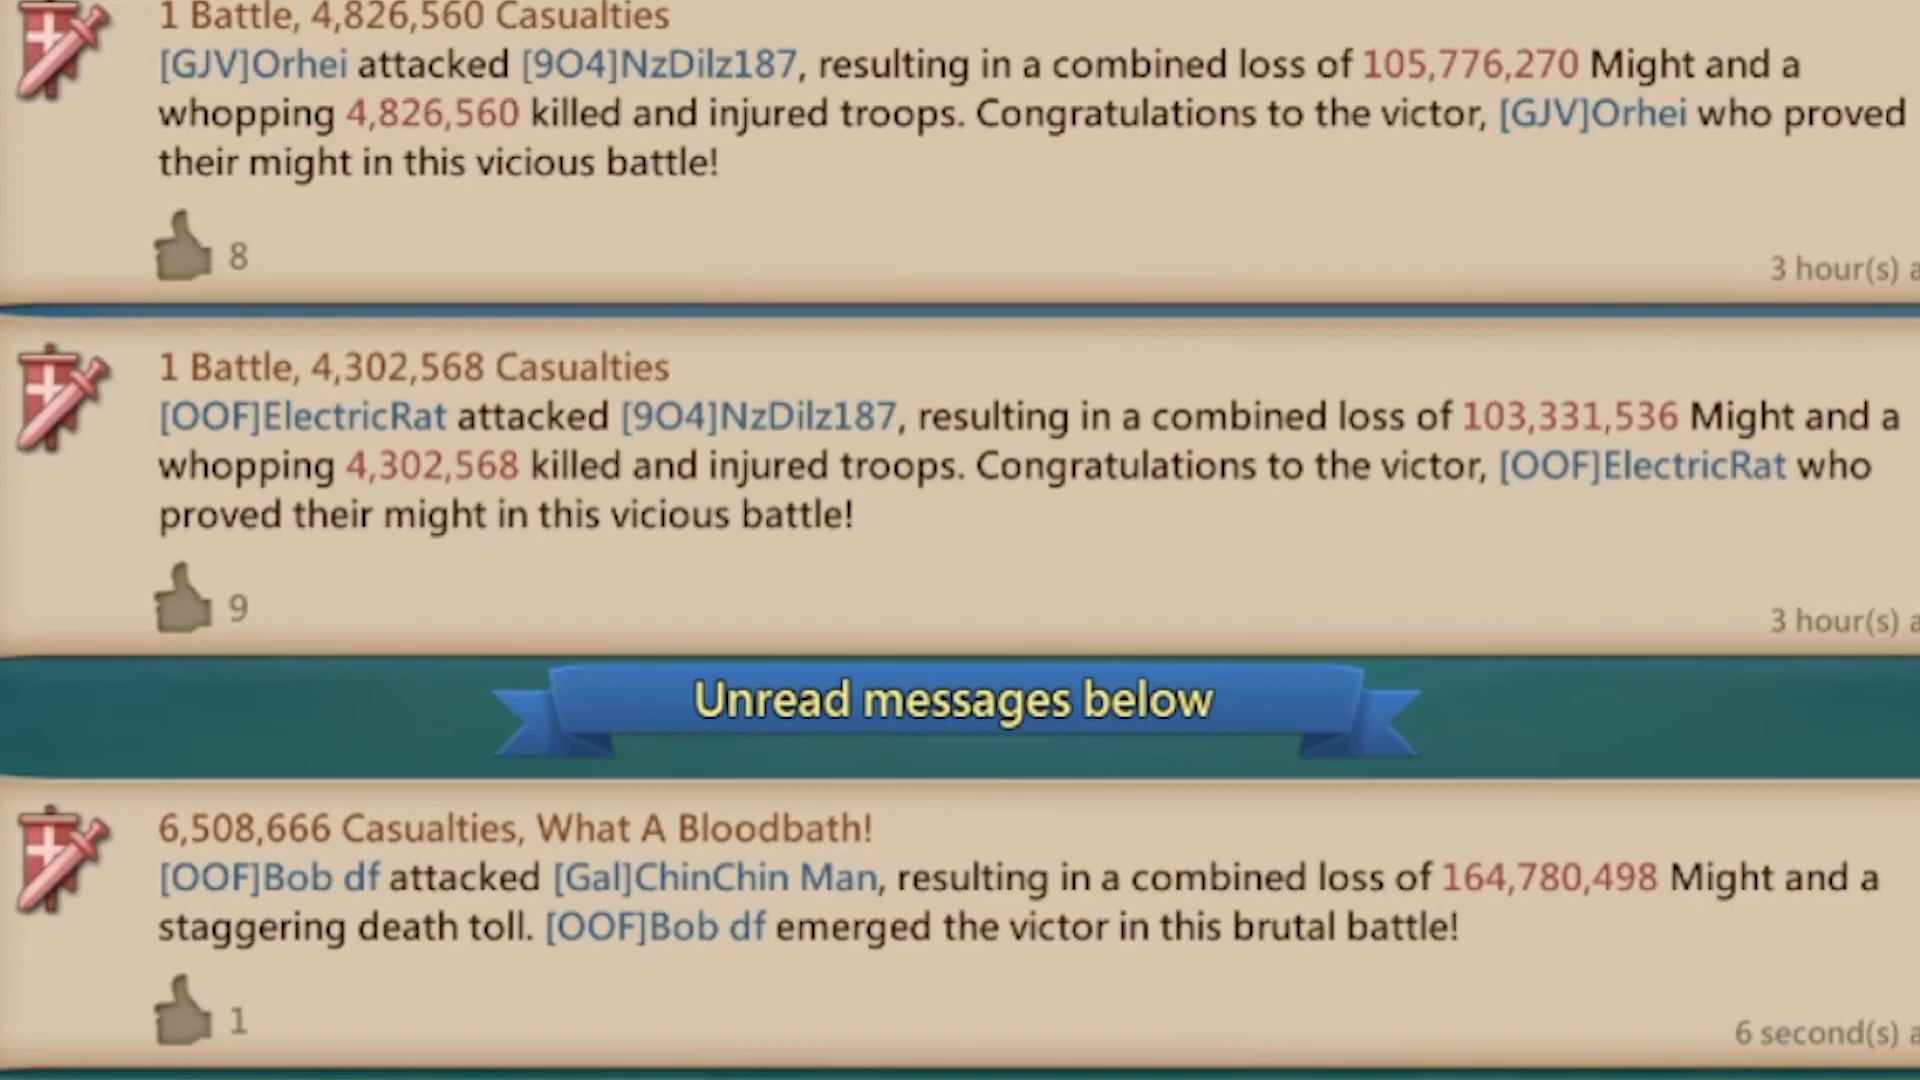 1 Battle, 4,826,560 Casualties
[GJV]Orhei attacked [9O4]NzDilz187, resulting in a combined loss of 105,776,270 Might and a
whopping 4,826,560 killed and injured troops. Congratulations to the victor, [GJV]Orhei who proved
their might in this vicious battle!
8
3 hour(s) a
1 Battle, 4,302,568 Casualties
[OOF]ElectricRat attacked [9O4]NzDilz187, resulting in a combined loss of 103,331,536 Might and a
whopping 4,302,568 killed and injured troops. Congratulations to the victor, [OOF]ElectricRat who
proved their might in this vicious battle!
9
3 hour(s) a
Unread messages below
6,508,666 Casualties, What A Bloodbath!
[OOF]Bob df attacked [Gal]ChinChin Man, resulting in a combined loss of 164,780,498 Might and a
staggering death toll. [OOF]Bob df emerged the victor in this brutal battle!
1
6 second(s) a